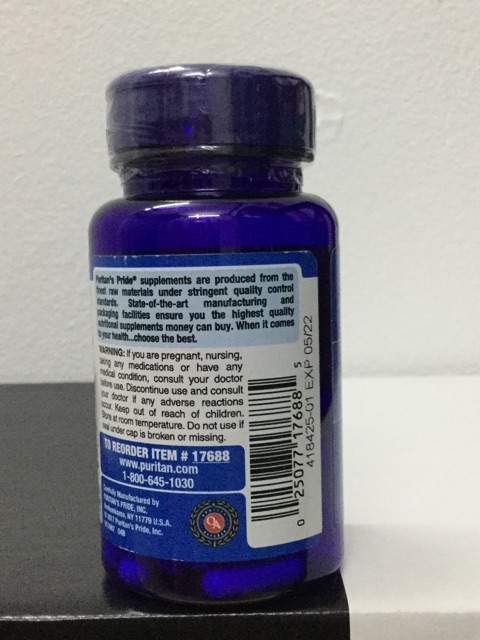 Puritan's Pride® supplements are produced from the
finest raw materials under stringent quality control
standards. State-of-the-art manufacturing and
packaging facilities ensure you the highest quality
nutritional supplements money can buy. When it comes
to your health...choose the best.
WARNING: If you are pregnant, nursing,
taking any medications or have any
medical condition, consult your doctor
before use. Discontinue use and consult
your doctor if any adverse reactions
occur. Keep out of reach of children.
Store at room temperature. Do not use if
seal under cap is broken or missing.
TO REORDER ITEM # 17688
www.puritan.com
1-800-645-1030
Carefully Manufactured by
PURITAN'S PRIDE, INC.
NY 11779 U.S.A.
Puritan's Pride, Inc.
04B
QA
0 25077 17688 5
418425-01 EXP 05/22